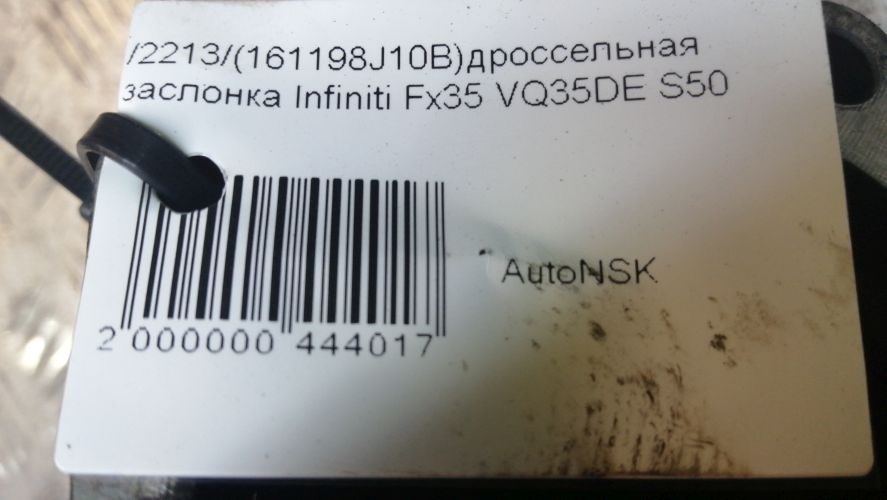 /2213/(161198J10B)дроссельная
заслонка Infiniti Fx35 VQ35DE S50
AutoNSK
2 000000 444017